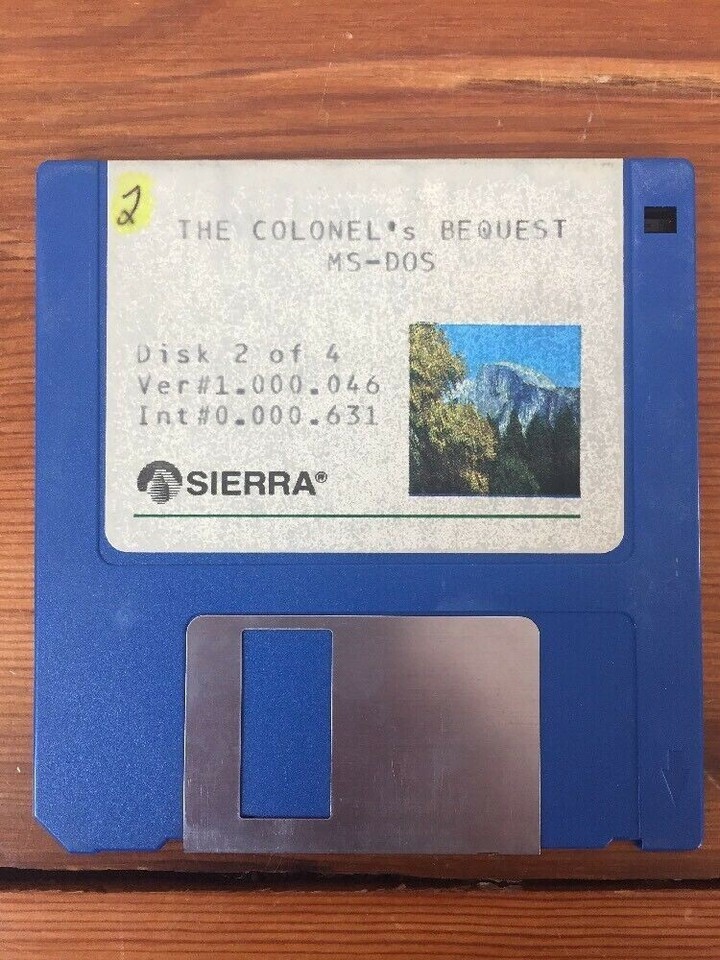 2
THE COLONEL's BEQUEST
MS-DOS
Disk 2 of 4
Ver#1.000.046
Int#0.000.631
SIERRA®